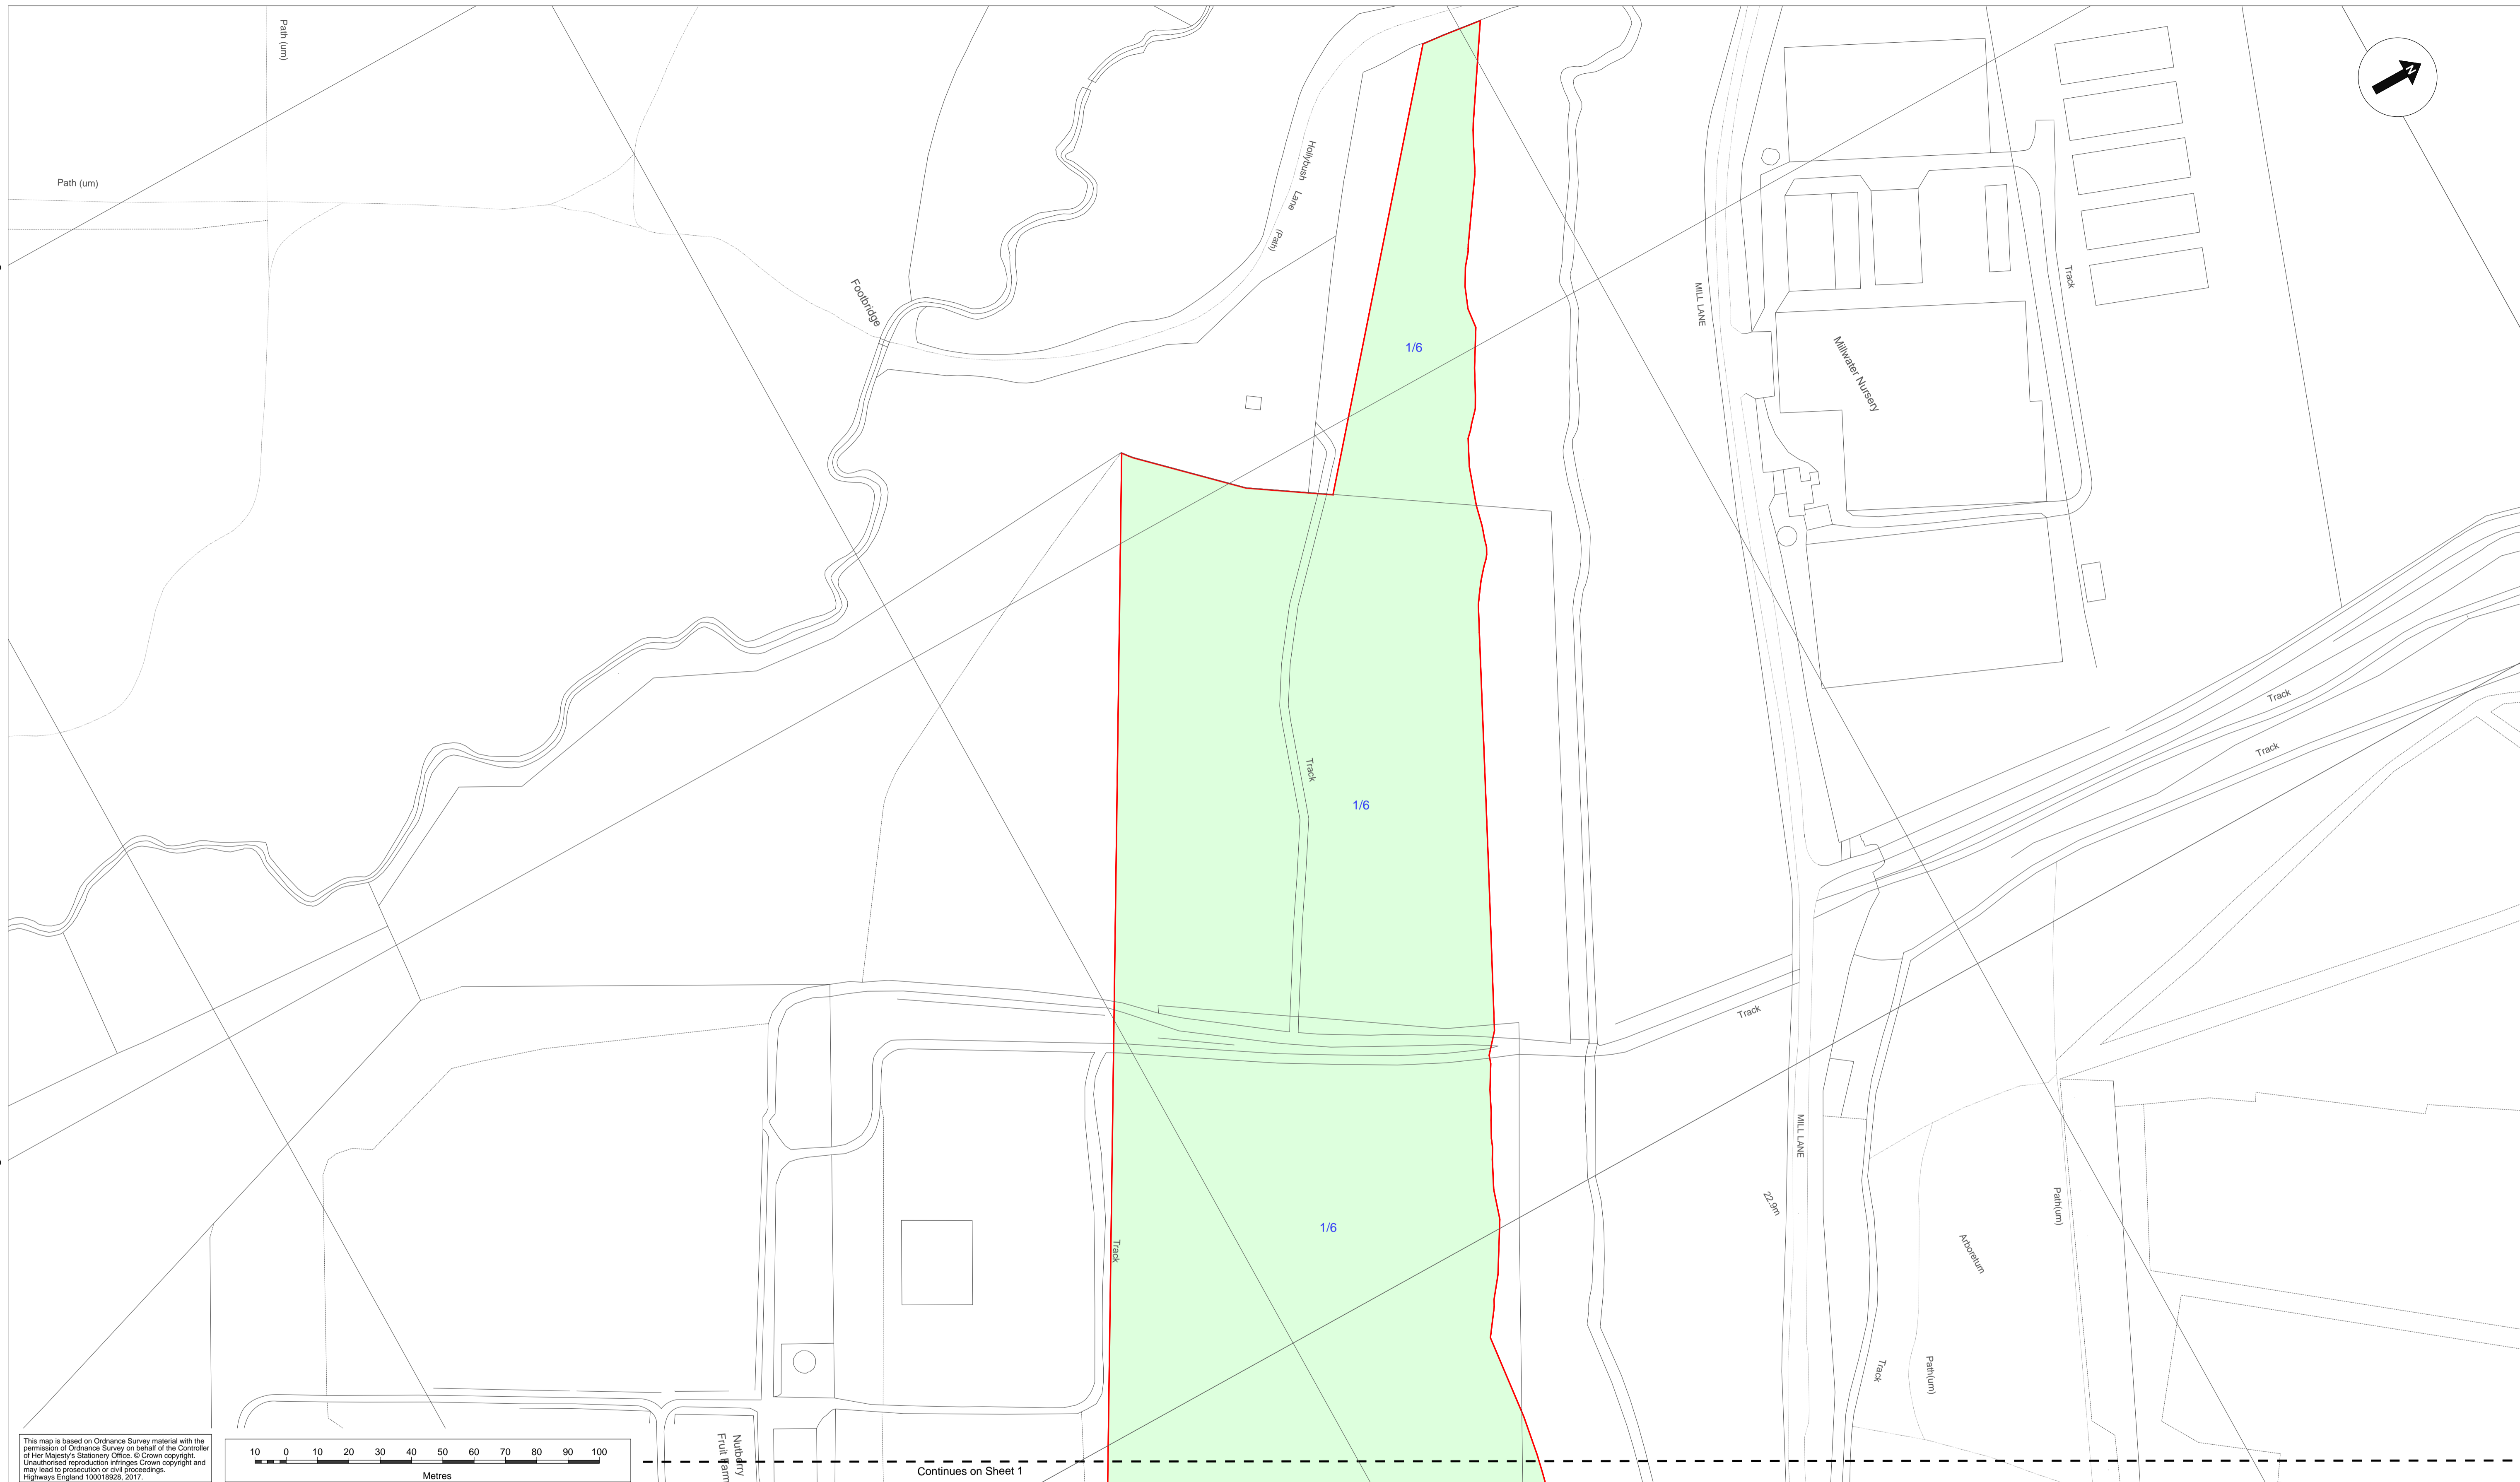 Path (um)
N
Path (um)
Hollybush Lane
(Path)
Footbridge
MILL LANE
Track
Millwater Nursery
1/6
Track
Track
Track
1/6
Track
MILL LANE
22.9m
Path(um)
Arboretum
1/6
Track
Track
Path(um)
Nutberry
Fruit Farm
This map is based on Ordnance Survey material with the
permission of Ordnance Survey on behalf of the Controller
of Her Majesty's Stationery Office. © Crown copyright.
Unauthorised reproduction infringes Crown copyright and
may lead to prosecution or civil proceedings.
Highways England 100018928, 2017.
10 0 10 20 30 40 50 60 70 80 90 100
Metres
Continues on Sheet 1